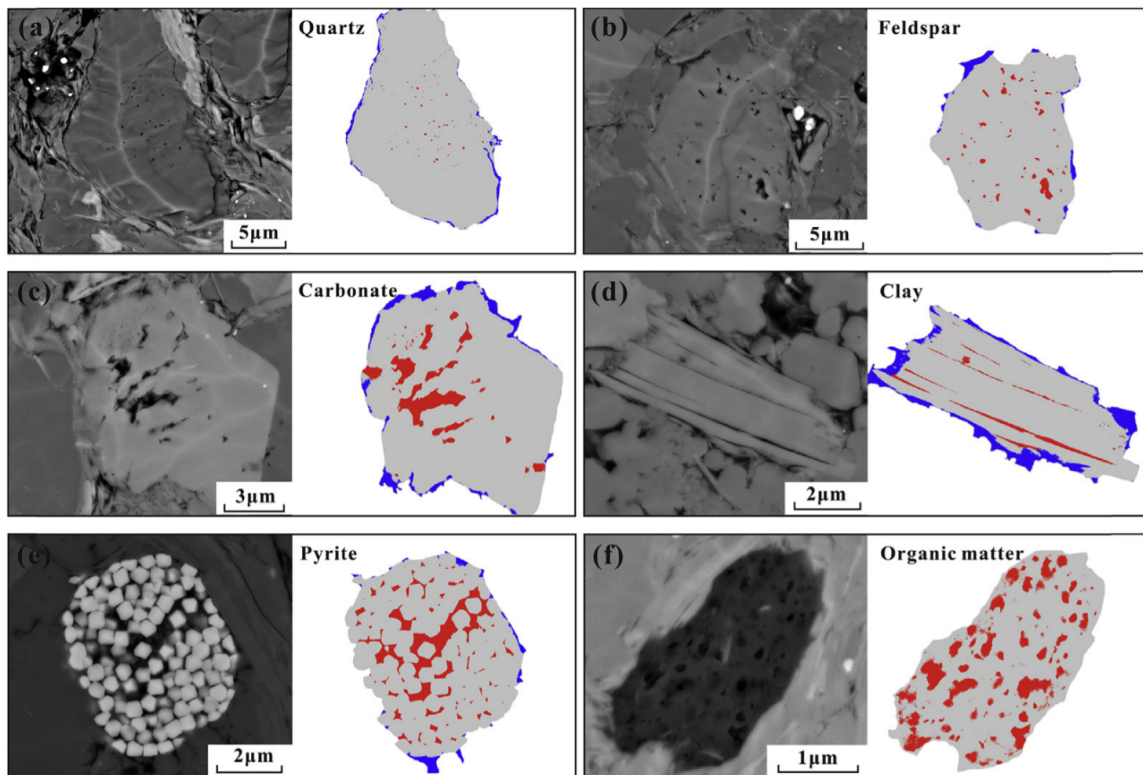 (a)
Quartz
5μm
(b)
Feldspar
5μm
(c)
Carbonate
3μm
(d)
Clay
2μm
(e)
Pyrite
2μm
(f)
Organic matter
1μm